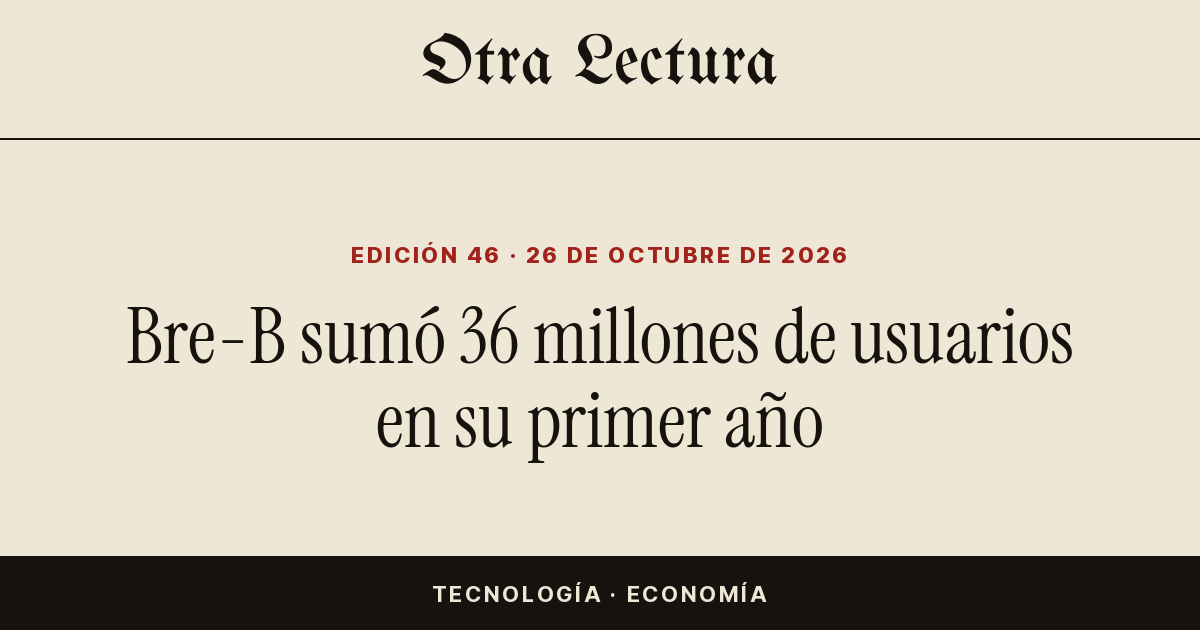 Otra Lectura
EDICIÓN 46 · 26 DE OCTUBRE DE 2026
Bre-B sumó 36 millones de usuarios
en su primer año
TECNOLOGÍA · ECONOMÍA